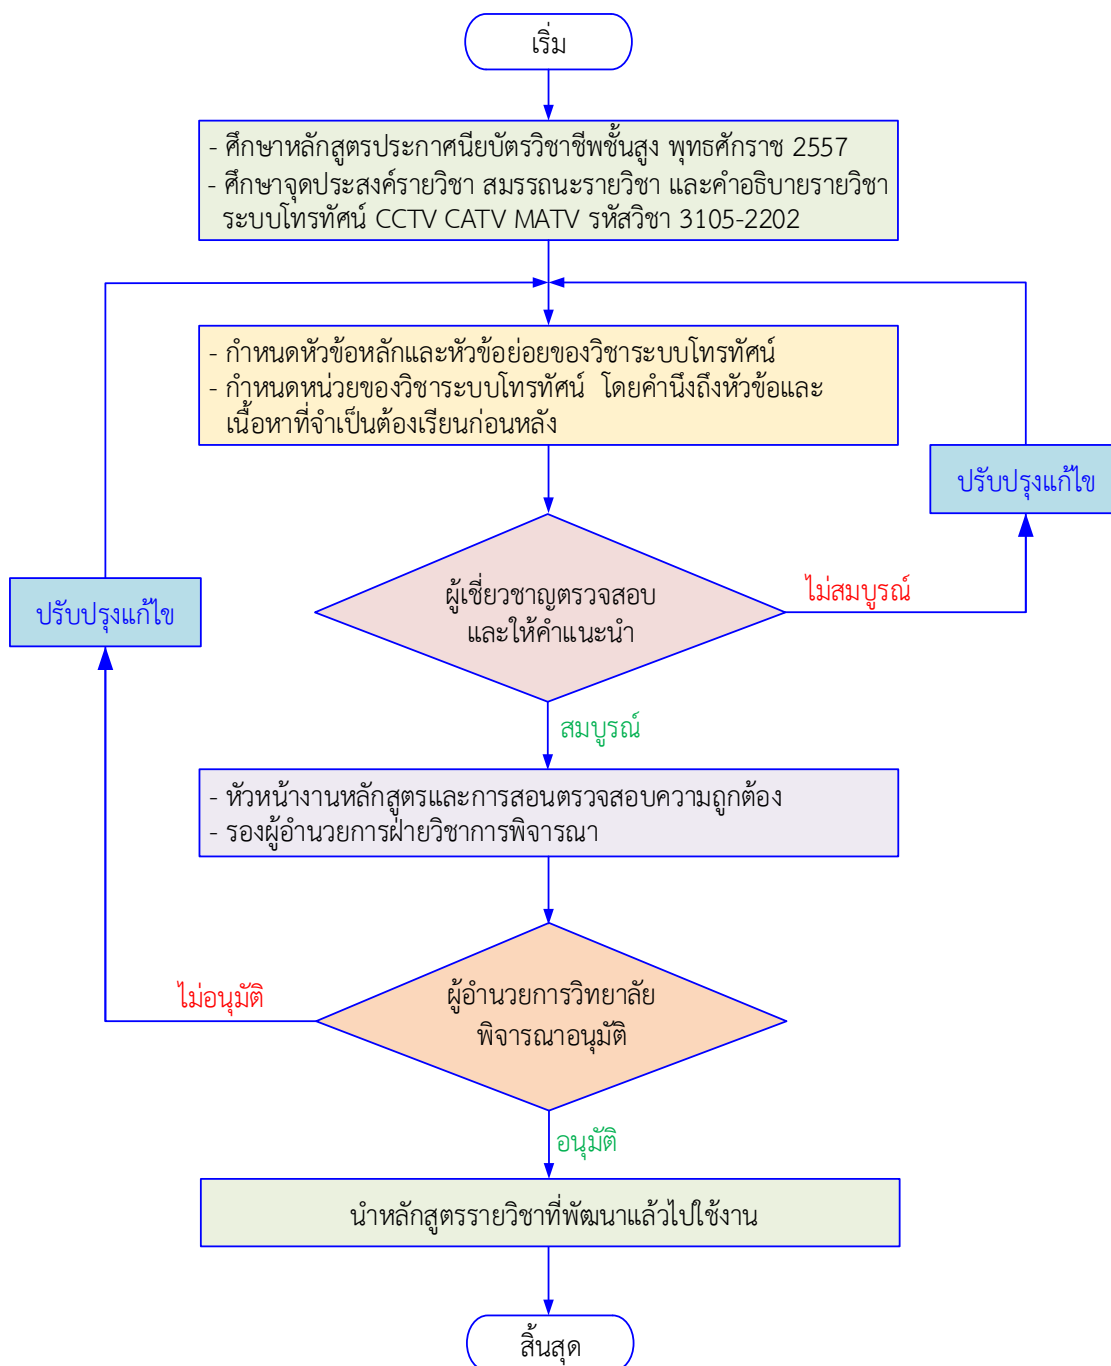 เริ่ม
- ศึกษาหลักสูตรประกาศนียบัตรวิชาชีพชั้นสูง พุทธศักราช 2557
- ศึกษาจุดประสงค์รายวิชา สมรรถนะรายวิชา และคำอธิบายรายวิชา
ระบบโทรทัศน์ CCTV CATV MATV รหัสวิชา 3105-2202
- กำหนดหัวข้อหลักและหัวข้อย่อยของวิชาระบบโทรทัศน์
- กำหนดหน่วยของวิชาระบบโทรทัศน์ โดยคำนึงถึงหัวข้อและ
เนื้อหาที่จำเป็นต้องเรียนก่อนหลัง
ปรับปรุงแก้ไข
ผู้เชี่ยวชาญตรวจสอบ
และให้คำแนะนำ
ไม่สมบูรณ์
ปรับปรุงแก้ไข
สมบูรณ์
- หัวหน้างานหลักสูตรและการสอนตรวจสอบความถูกต้อง
- รองผู้อำนวยการฝ่ายวิชาการพิจารณา
ไม่อนุมัติ
ผู้อำนวยการวิทยาลัย
พิจารณาอนุมัติ
อนุมัติ
นำหลักสูตรรายวิชาที่พัฒนาแล้วไปใช้งาน
สิ้นสุด